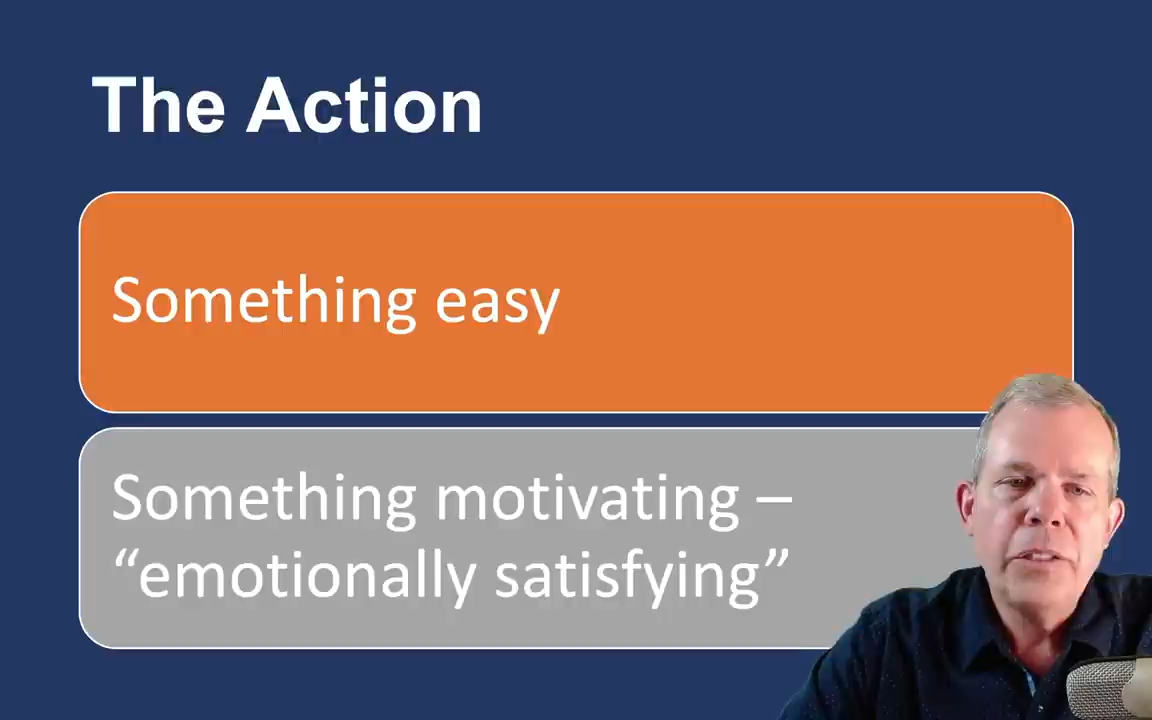 The Action
Something easy
Something motivating –
“emotionally satisfying”